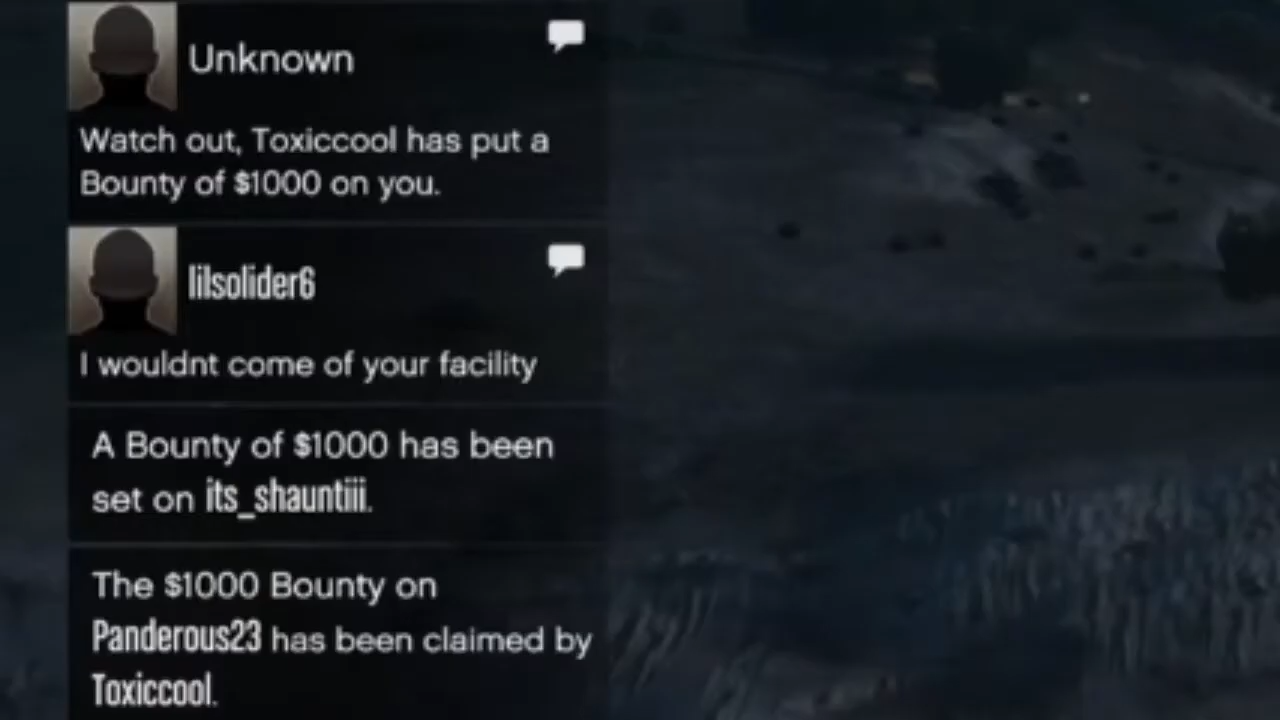 Unknown
Watch out, Toxiccool has put a
Bounty of $1000 on you.
lilsolider6
I wouldnt come of your facility
A Bounty of $1000 has been
set on its_shauntiii.
The $1000 Bounty on
Panderous23 has been claimed by
Toxiccool.